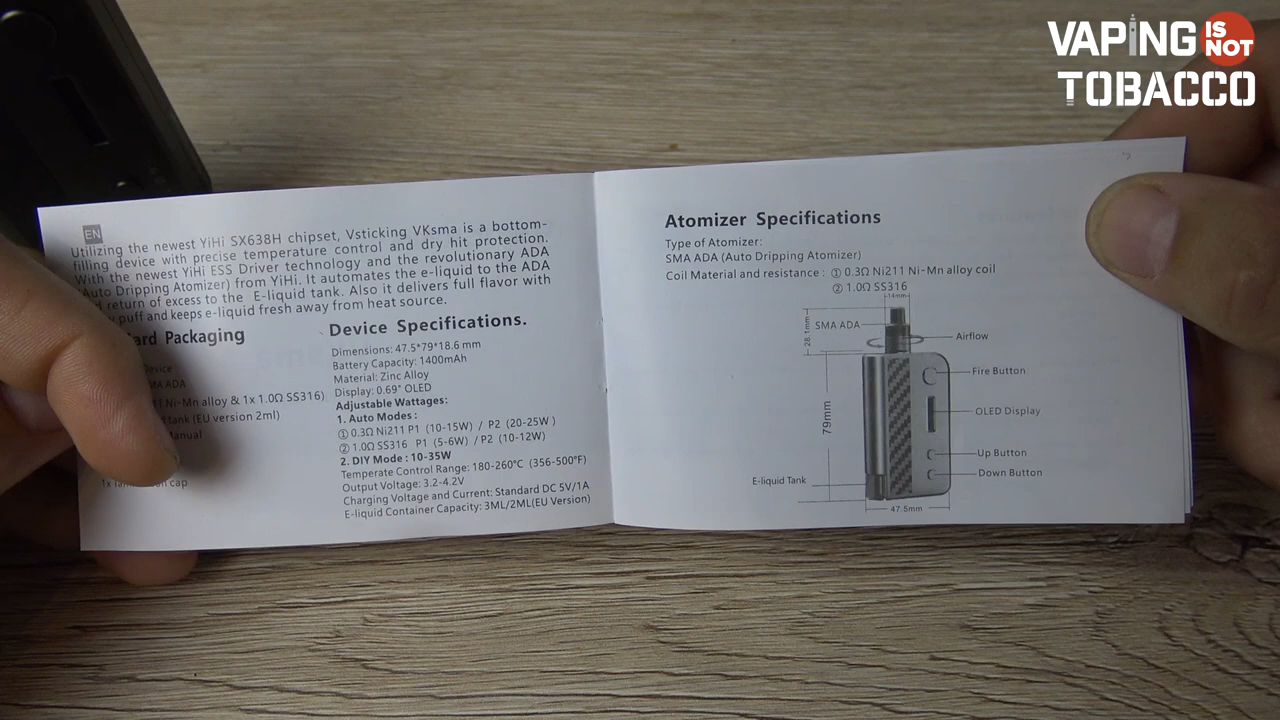 VAPING IS NOT
TOBACCO
EN
Utilizing the newest YiHi SX638H chipset, Vsticking VKsma is a bottom-
filling device with precise temperature control and dry hit protection.
With the newest YiHi ESS Driver technology and the revolutionary ADA
(Auto Dripping Atomizer) from YiHi. It automates the e-liquid to the ADA
return of excess to the E-liquid tank. Also it delivers full flavor with
puff and keeps e-liquid fresh away from heat source.
Packaging
Device
SMA ADA
Ni-Mn alloy & 1x 1.0Ω SS316)
tank (EU version 2ml)
Manual
1x cap
Device Specifications.
Dimensions: 47.5*79*18.6 mm
Battery Capacity: 1400mAh
Material: Zinc Alloy
Display: 0.69" OLED
Adjustable Wattages:
1. Auto Modes :
① 0.3Ω Ni211 P1 (10-15W) / P2 (20-25W )
② 1.0Ω SS316 P1 (5-6W) / P2 (10-12W)
2. DIY Mode : 10-35W
Temperate Control Range: 180-260°C (356-500°F)
Output Voltage: 3.2-4.2V
Charging Voltage and Current: Standard DC 5V/1A
E-liquid Container Capacity: 3ML/2ML(EU Version)
Atomizer Specifications
Type of Atomizer:
SMA ADA (Auto Dripping Atomizer)
Coil Material and resistance : ① 0.3Ω Ni211 Ni-Mn alloy coil
② 1.0Ω SS316
14mm
28.1mm
SMA ADA
Airflow
Fire Button
OLED Display
79mm
Up Button
Down Button
E-liquid Tank
47.5mm